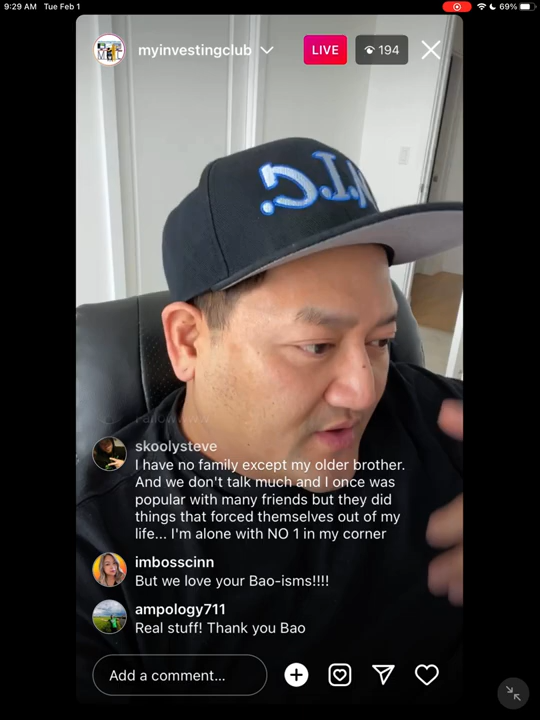 9:29 AM Tue Feb 1
69%
myinvestingclub
LIVE
194
M.I.C.
skoolysteve
I have no family except my older brother.
And we don't talk much and I once was
popular with many friends but they did
things that forced themselves out of my
life... I'm alone with NO 1 in my corner
imbosscinn
But we love your Bao-isms!!!!
ampology711
Real stuff! Thank you Bao
Add a comment...